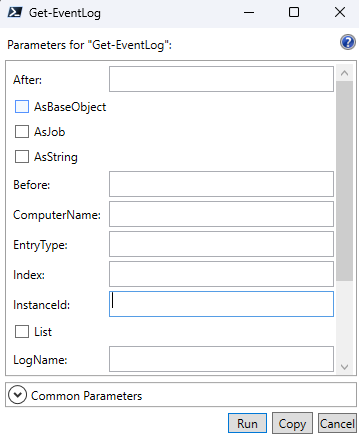 Get-EventLog
Parameters for "Get-EventLog":
After:
AsBaseObject
AsJob
AsString
Before:
ComputerName:
EntryType:
Index:
InstanceId:
List
LogName:
Common Parameters
Run Copy Cancel